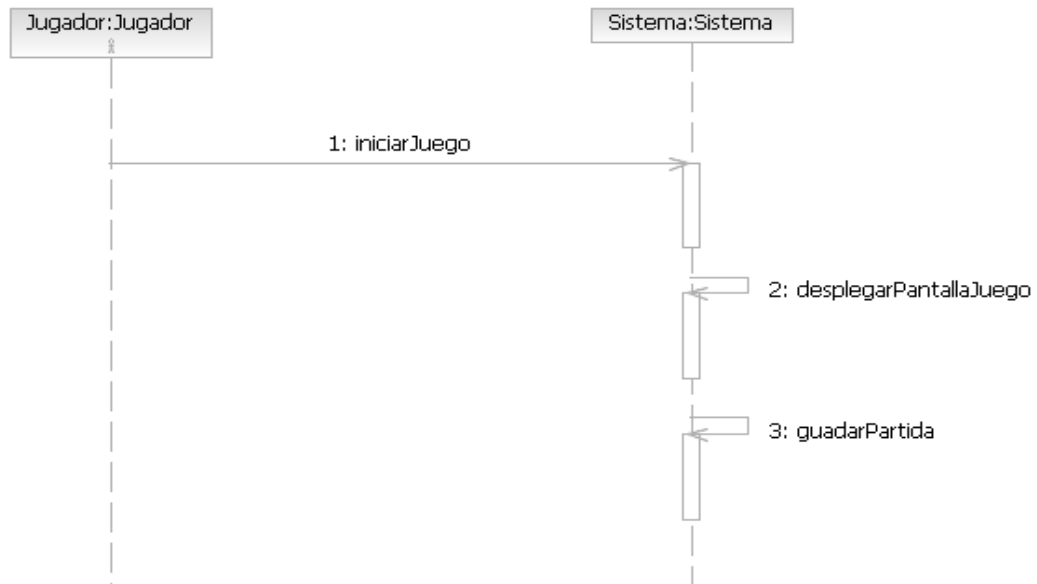 Jugador:Jugador
Sistema:Sistema
1: iniciarJuego
2: desplegarPantallaJuego
3: guadarPartida